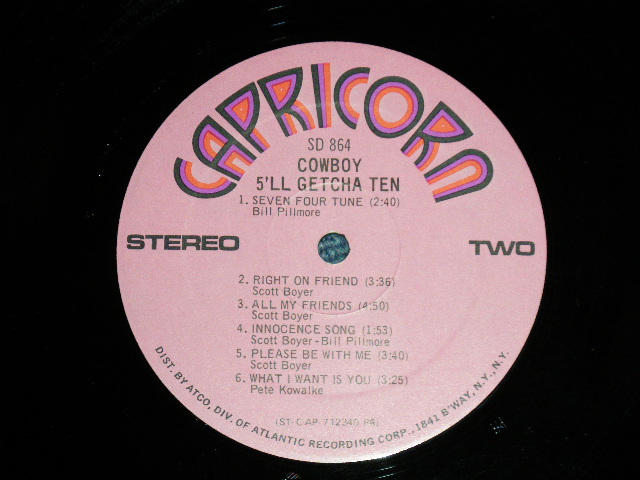 CAPRICORN
SD 864
COWBOY
5'LL GETCHA TEN
1. SEVEN FOUR TUNE (2:40)
Bill Pillmore
STEREO
TWO
2. RIGHT ON FRIEND (3:36)
Scott Boyer
3. ALL MY FRIENDS (4:50)
Scott Boyer
4. INNOCENCE SONG (1:53)
Scott Boyer-Bill Pillmore
5. PLEASE BE WITH ME (3:40)
Scott Boyer
6. WHAT I WANT IS YOU (3:25)
Pete Kowalke
(ST-CAP-712340 PR)
DIST. BY ATCO, DIV. OF ATLANTIC RECORDING CORP., 1841 B'WAY, N.Y., N.Y.